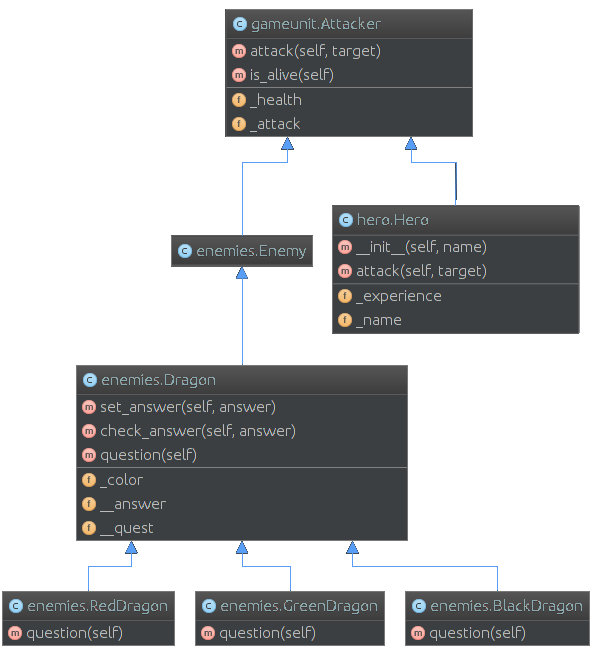 C gameunit.Attacker
m attack(self, target)
m is_alive(self)
f _health
f _attack
C enemies.Enemy
C hero.Hero
m __init__(self, name)
m attack(self, target)
f _experience
f _name
C enemies.Dragon
m set_answer(self, answer)
m check_answer(self, answer)
m question(self)
f _color
f __answer
f __quest
C enemies.RedDragon
m question(self)
C enemies.GreenDragon
m question(self)
C enemies.BlackDragon
m question(self)